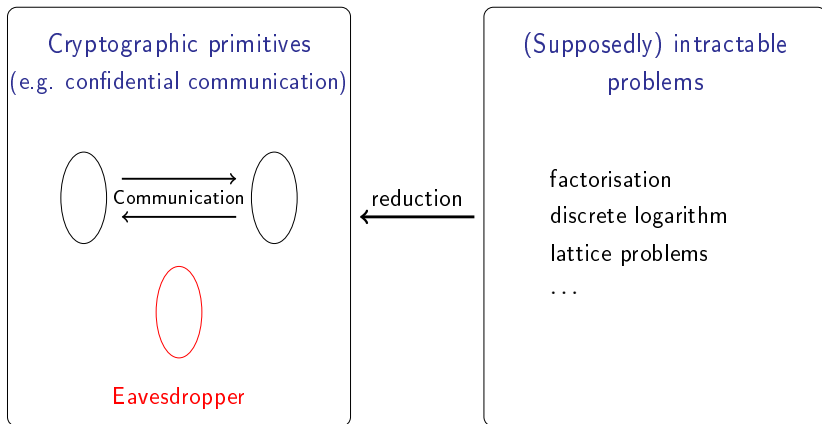 Cryptographic primitives
(e.g. confidential communication)
Communication
Eavesdropper
reduction
(Supposedly) intractable
problems
factorisation
discrete logarithm
lattice problems
...